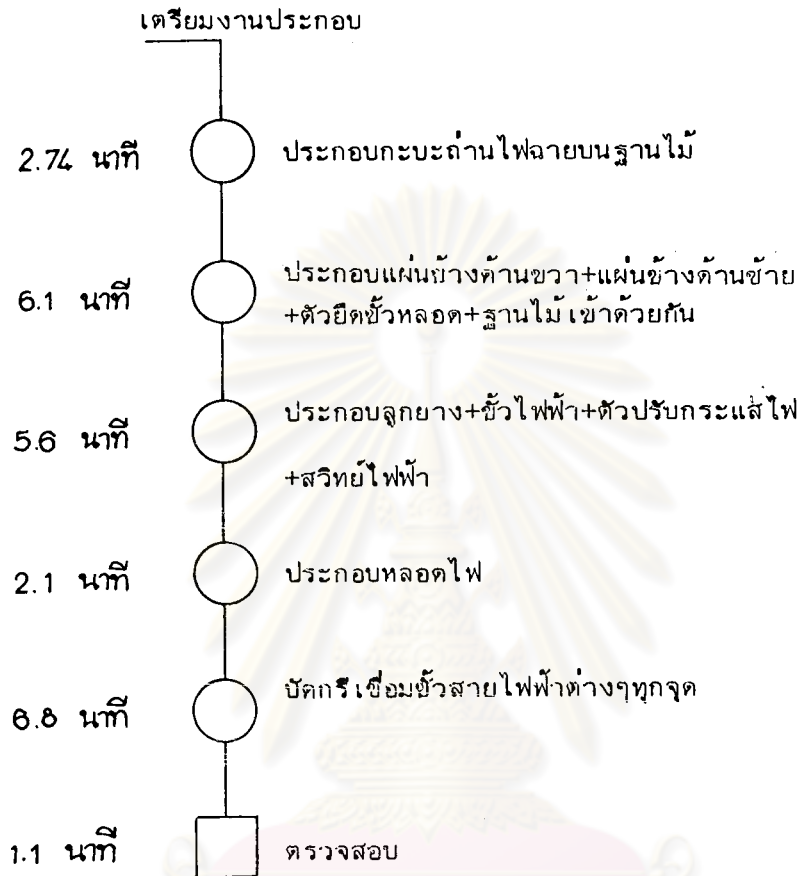 เตรียมงานประกอบ
2.74 นาที
ประกอบกะบะถ่านไฟฉายบนฐานไม้
6.1 นาที
ประกอบแผ่นข้างด้านขวา+แผ่นข้างด้านซ้าย
+ตัวยึดขั้วหลอด+ฐานไม้เข้าด้วยกัน
5.6 นาที
ประกอบลูกยาง+ขั้วไฟฟ้า+ตัวปรับกระแสไฟ
+สวิทย์ไฟฟ้า
2.1 นาที
ประกอบหลอดไฟ
6.8 นาที
บัดกรีเชื่อมขั้วสายไฟฟ้าต่างๆทุกจุด
1.1 นาที
ตรวจสอบ